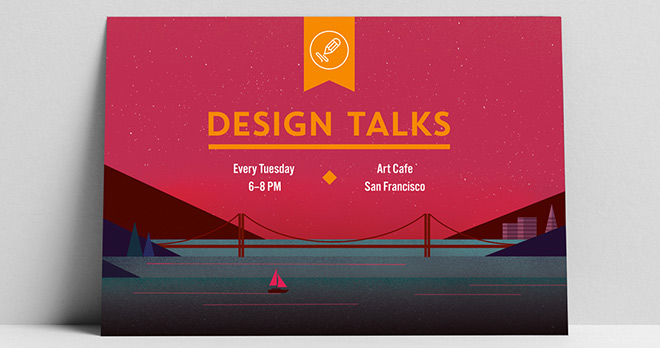 DESIGN TALKS
Every Tuesday
6–8 PM
Art Cafe
San Francisco